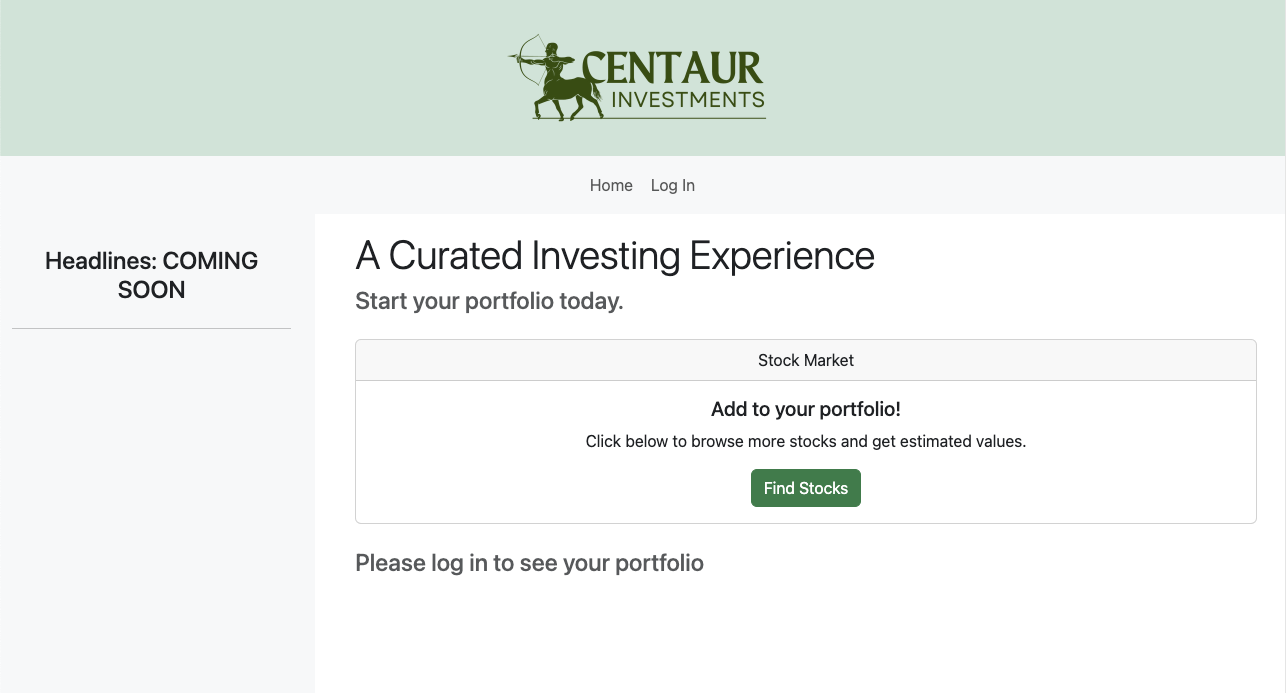 CENTAUR
INVESTMENTS
Home Log In
Headlines: COMING
SOON
A Curated Investing Experience
Start your portfolio today.
Stock Market
Add to your portfolio!
Click below to browse more stocks and get estimated values.
Find Stocks
Please log in to see your portfolio